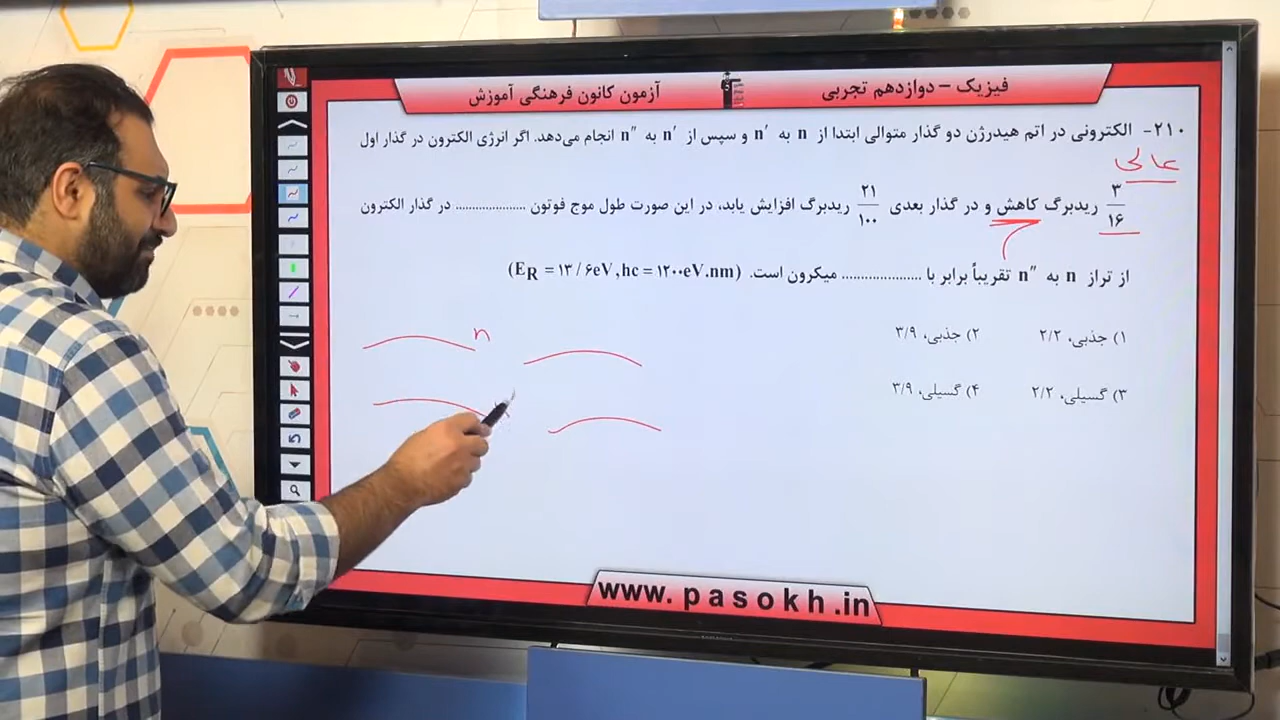 فیزیک – دوازدهم تجربی
آزمون کانون فرهنگی آموزش
۲۱۰- الکترونی در اتم هیدرژن دو گذار متوالی ابتدا از n به n′ و سپس از n′ به n″ انجام می‌دهد. اگر انرژی الکترون در گذار اول
عالی
۳/۱۶ ریدبرگ کاهش و در گذار بعدی ۲۱/۱۰۰ ریدبرگ افزایش یابد، در این صورت طول موج فوتون .................... در گذار الکترون
از تراز n به n″ تقریباً برابر با .................... میکرون است. (E_R = ۱۳/۶eV, hc = ۱۲۰۰eV.nm)
۱) جذبی، ۲/۲ ۲) جذبی، ۳/۹
۳) گسیلی، ۲/۲ ۴) گسیلی، ۳/۹
n
www.pasokh.in